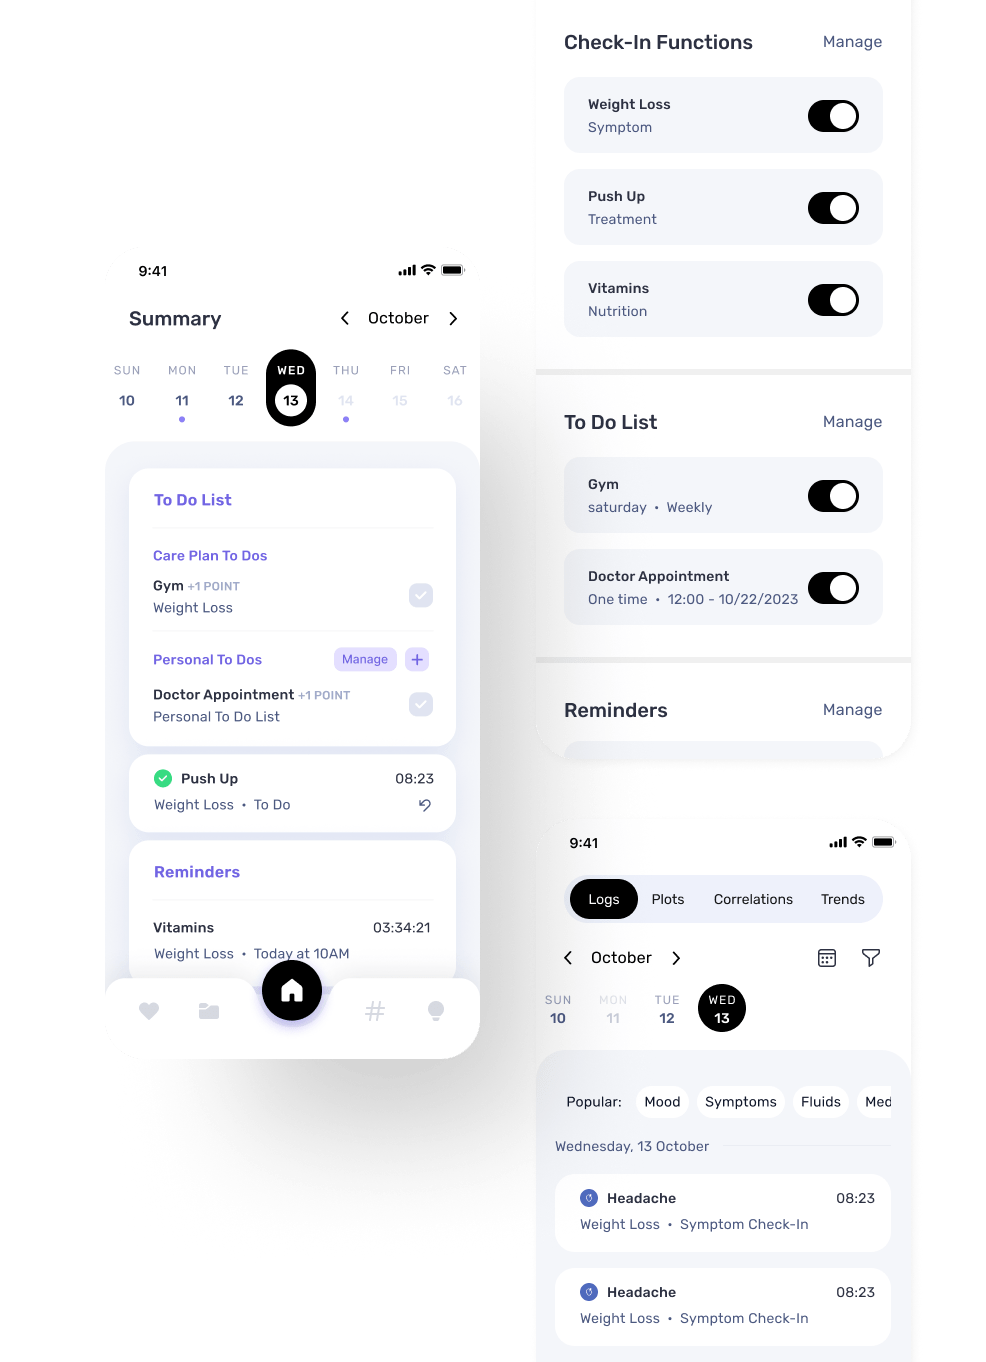 9:41
Summary
October
SUN MON TUE WED THU FRI SAT
10 11 12 13 14 15 16
To Do List
Care Plan To Dos
Gym +1 POINT
Weight Loss
Personal To Dos Manage +
Doctor Appointment +1 POINT
Personal To Do List
Push Up 08:23
Weight Loss • To Do
Reminders
Vitamins 03:34:21
Weight Loss • Today at 10AM
Check-In Functions Manage
Weight Loss
Symptom
Push Up
Treatment
Vitamins
Nutrition
To Do List Manage
Gym
saturday • Weekly
Doctor Appointment
One time • 12:00 - 10/22/2023
Reminders Manage
9:41
Logs Plots Correlations Trends
October
SUN MON TUE WED
10 11 12 13
Popular: Mood Symptoms Fluids Med
Wednesday, 13 October
Headache 08:23
Weight Loss • Symptom Check-In
Headache 08:23
Weight Loss • Symptom Check-In